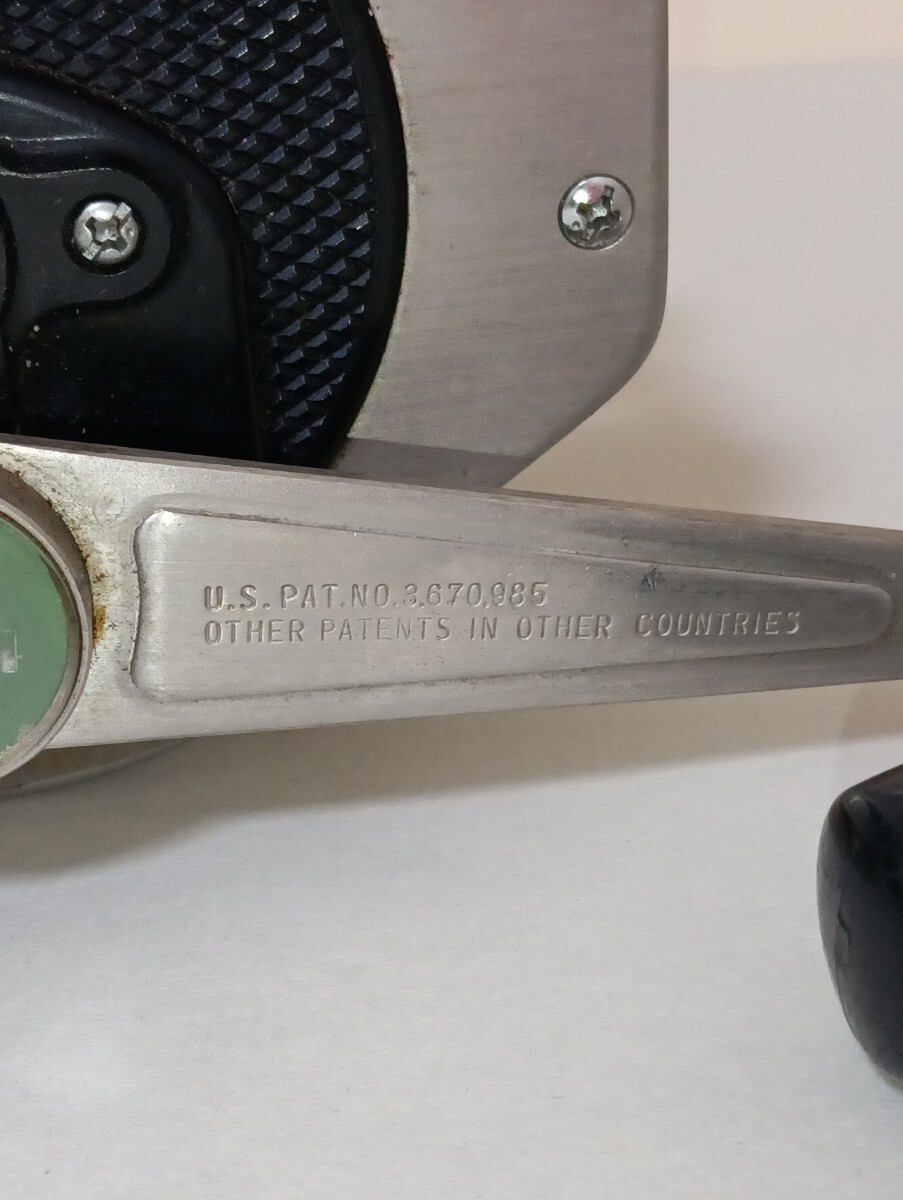 U.S. PAT. NO. 3,670,985
OTHER PATENTS IN OTHER COUNTRIES